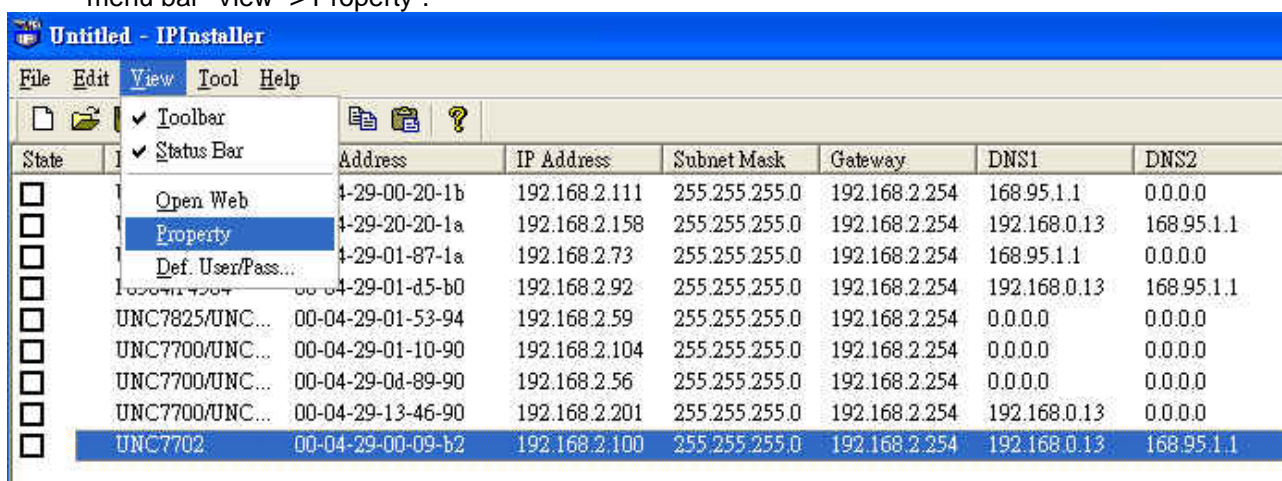 menu bar "view" > Property".
Untitled - IPInstaller
File Edit View Tool Help
Toolbar
Status Bar
Open Web
Property
Def. User/Pass...
State Address IP Address Subnet Mask Gateway DNS1 DNS2
4-29-00-20-1b 192.168.2.111 255.255.255.0 192.168.2.254 168.95.1.1 0.0.0.0
4-29-20-20-1a 192.168.2.158 255.255.255.0 192.168.2.254 192.168.0.13 168.95.1.1
4-29-01-87-1a 192.168.2.73 255.255.255.0 192.168.2.254 168.95.1.1 0.0.0.0
4-29-01-d5-b0 192.168.2.92 255.255.255.0 192.168.2.254 192.168.0.13 168.95.1.1
UNC7825/UNC... 00-04-29-01-53-94 192.168.2.59 255.255.255.0 192.168.2.254 0.0.0.0 0.0.0.0
UNC7700/UNC... 00-04-29-01-10-90 192.168.2.104 255.255.255.0 192.168.2.254 0.0.0.0 0.0.0.0
UNC7700/UNC... 00-04-29-0d-89-90 192.168.2.56 255.255.255.0 192.168.2.254 0.0.0.0 0.0.0.0
UNC7700/UNC... 00-04-29-13-46-90 192.168.2.201 255.255.255.0 192.168.2.254 192.168.0.13 0.0.0.0
UNC7702 00-04-29-00-09-b2 192.168.2.100 255.255.255.0 192.168.2.254 192.168.0.13 168.95.1.1